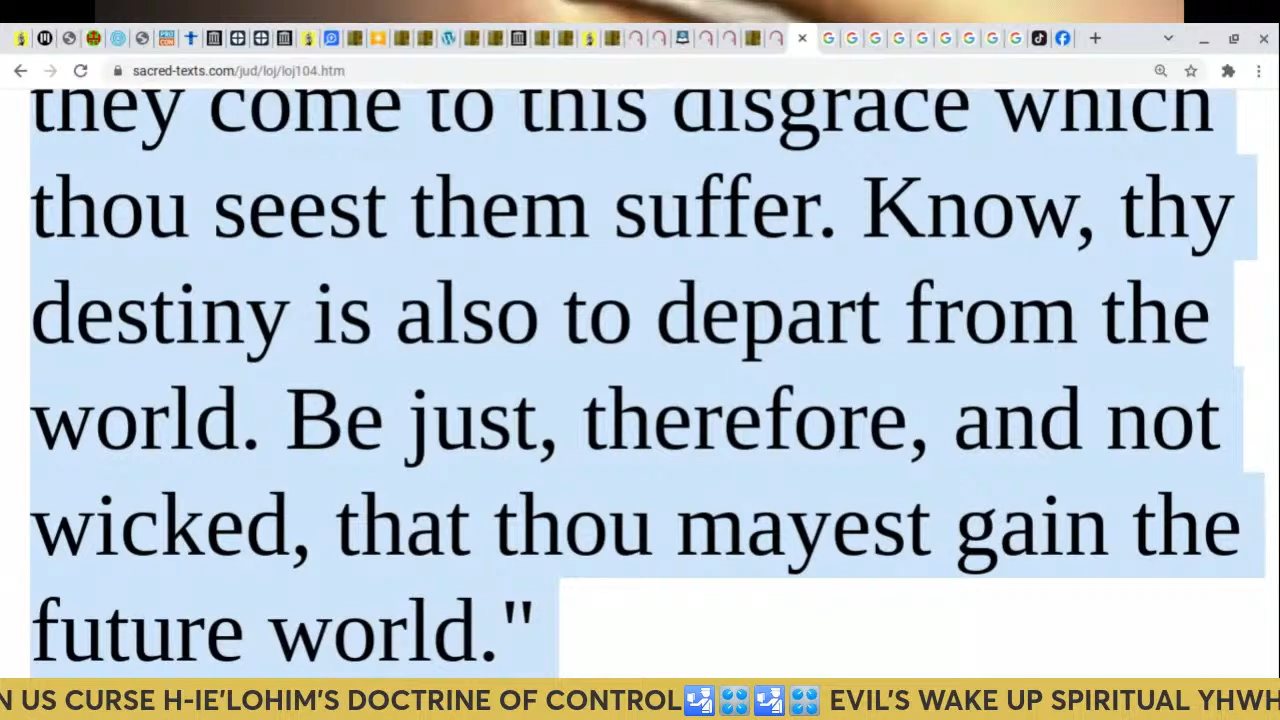 sacred-texts.com/jud/loj/loj104.htm
they come to this disgrace which
thou seest them suffer. Know, thy
destiny is also to depart from the
world. Be just, therefore, and not
wicked, that thou mayest gain the
future world."
N US CURSE H-IE'LOHIM'S DOCTRINE OF CONTROL🛂🎛🛂🎛 EVIL'S WAKE UP SPIRITUAL YHWH